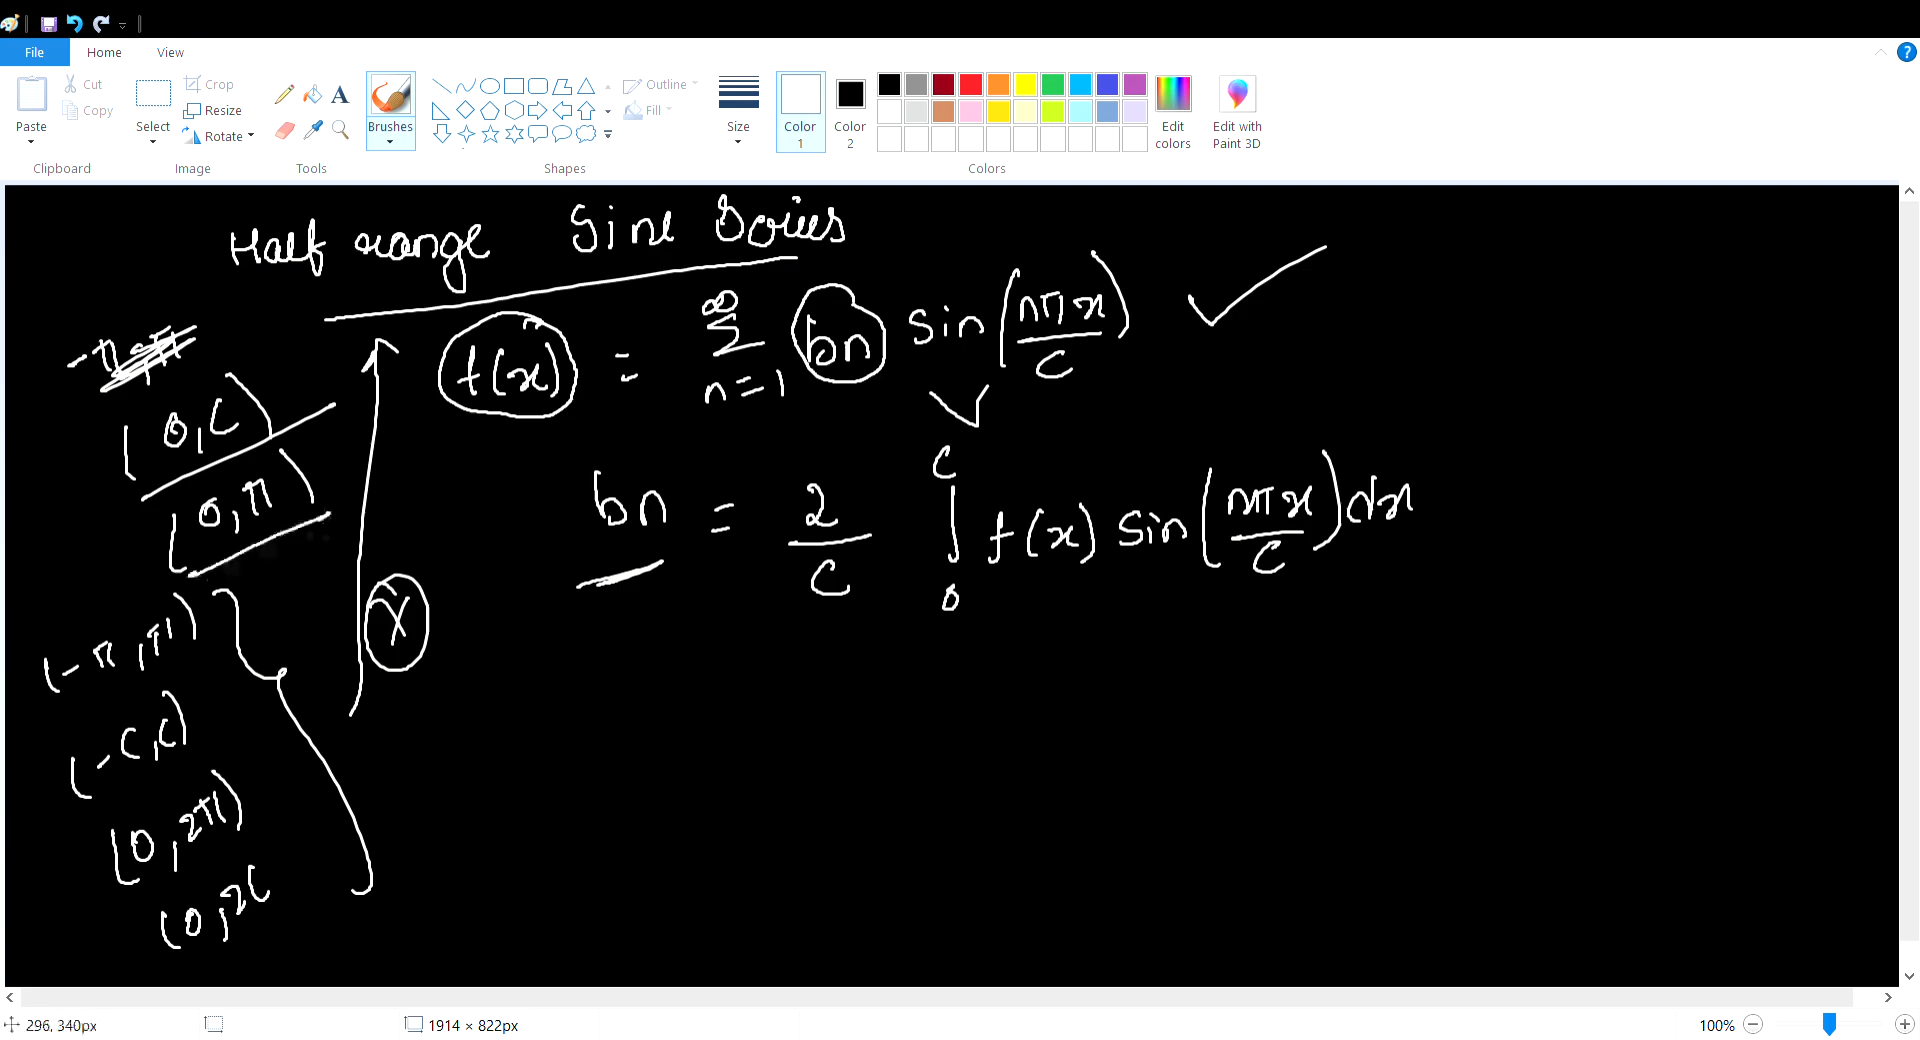 File Home View
Paste Cut Copy Select Crop Resize Rotate Brushes Outline Fill Size Color 1 Color 2 Edit colors Edit with Paint 3D
Clipboard Image Tools Shapes Colors
Half range Sine Series
f(x) = ∞ Σ n=1 bn sin(nπx/c)
(0,c)
(0,π)
bn = 2/c ∫ 0 c f(x) sin(nπx/c) dx
(-π,π)
(-c,c)
(0,2π)
(0,2c
296, 340px 1914 × 822px 100%